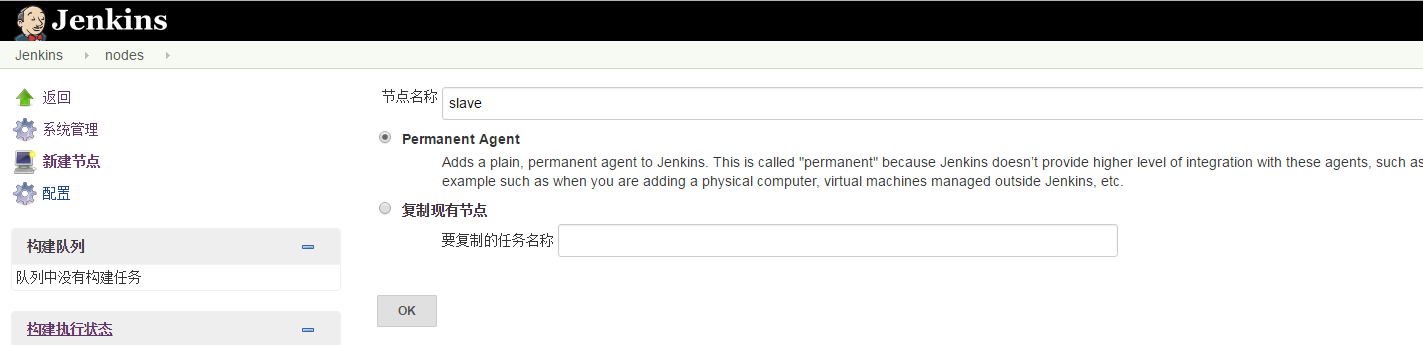 Jenkins
Jenkins
nodes
返回
系统管理
新建节点
配置
构建队列
队列中没有构建任务
构建执行状态
节点名称
slave
Permanent Agent
Adds a plain, permanent agent to Jenkins. This is called "permanent" because Jenkins doesn't provide higher level of integration with these agents, such as
example such as when you are adding a physical computer, virtual machines managed outside Jenkins, etc.
复制现有节点
要复制的任务名称
OK